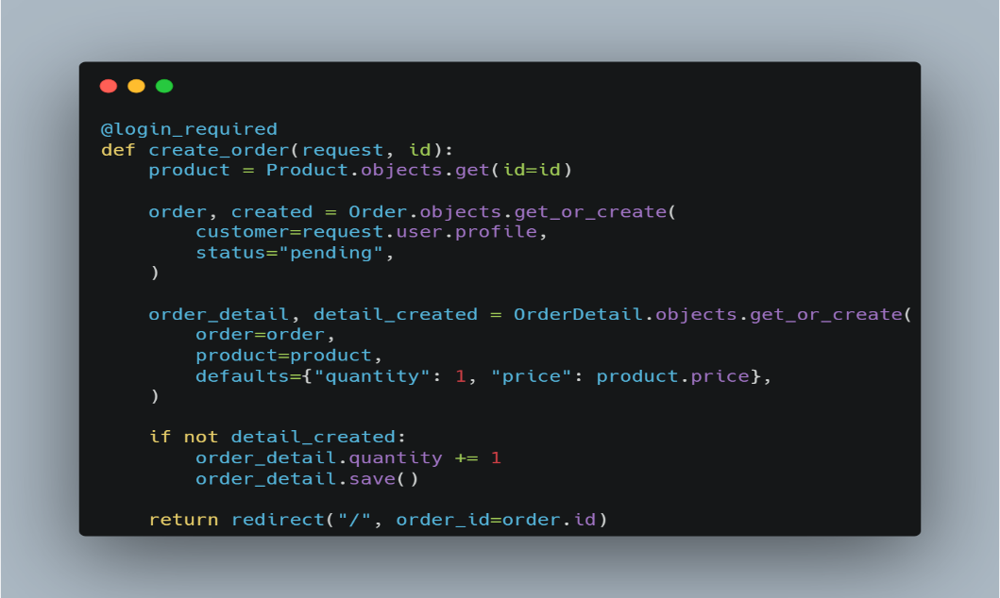 @login_required
def create_order(request, id):
    product = Product.objects.get(id=id)

    order, created = Order.objects.get_or_create(
        customer=request.user.profile,
        status="pending",
    )

    order_detail, detail_created = OrderDetail.objects.get_or_create(
        order=order,
        product=product,
        defaults={"quantity": 1, "price": product.price},
    )

    if not detail_created:
        order_detail.quantity += 1
        order_detail.save()

    return redirect("/", order_id=order.id)